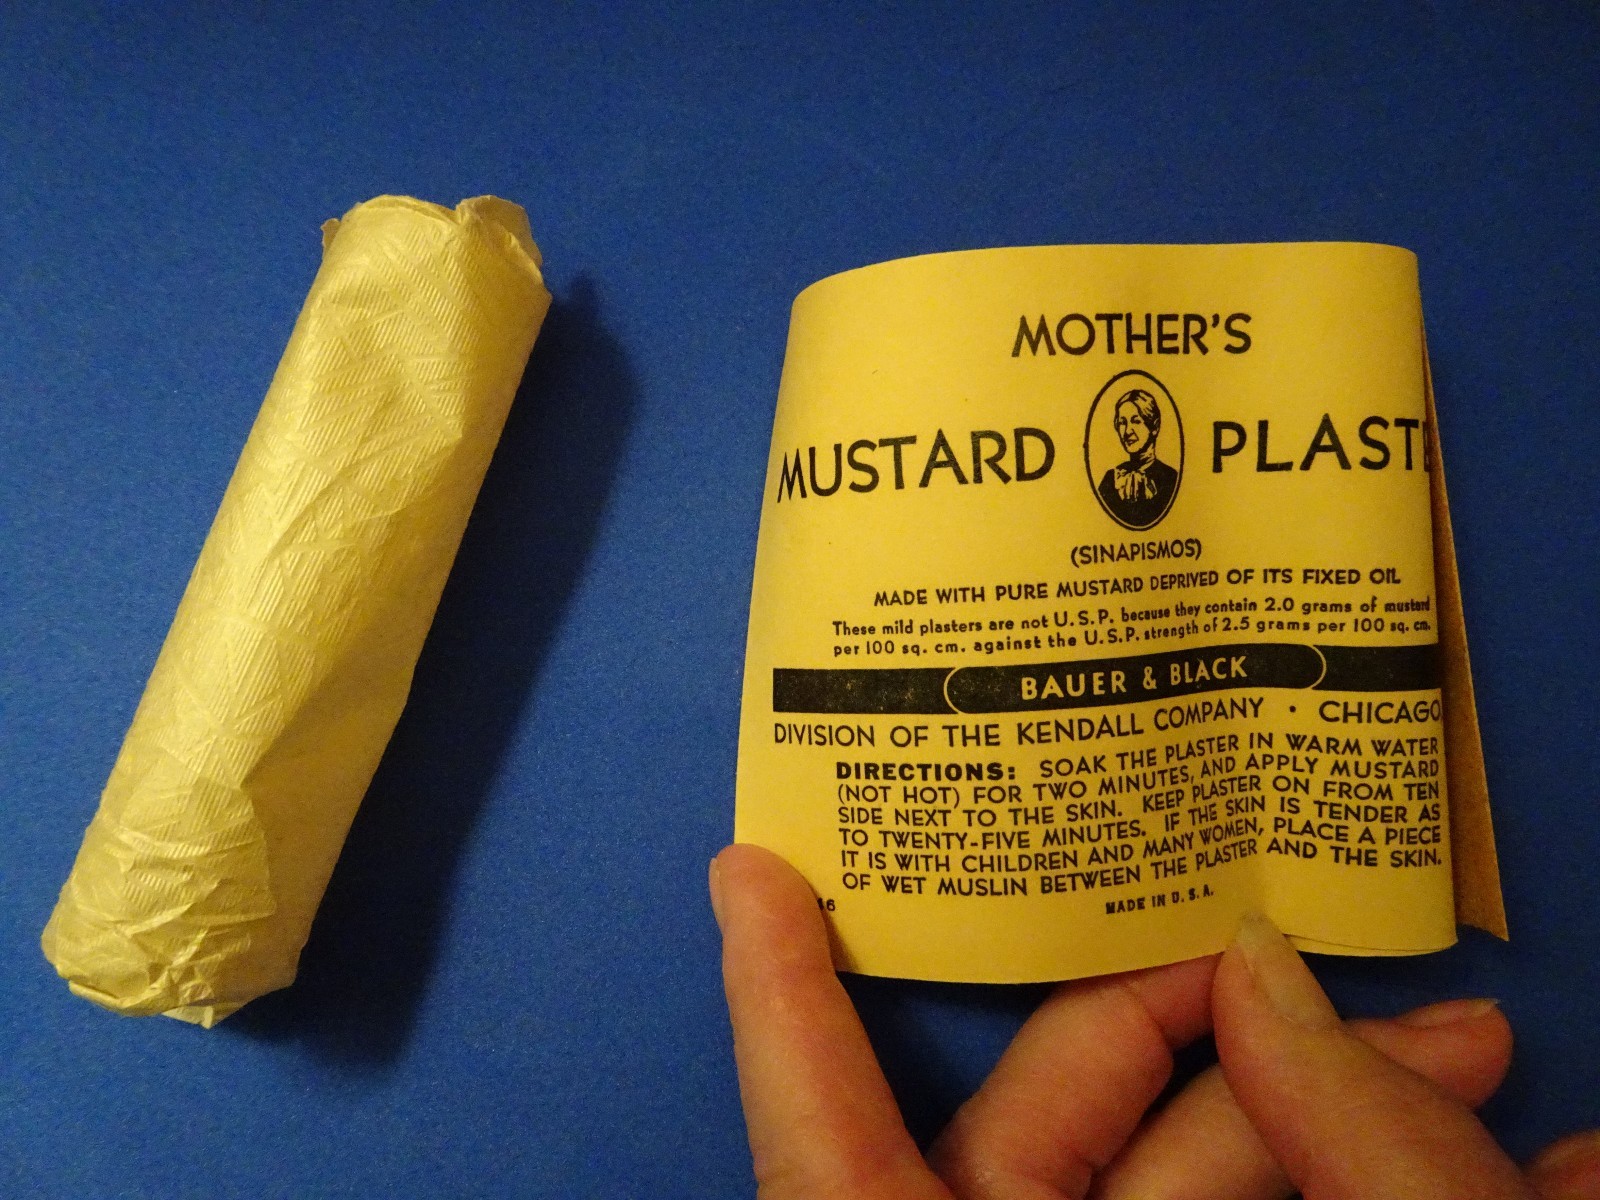 MOTHER'S
MUSTARD PLASTE
(SINAPISMOS)
MADE WITH PURE MUSTARD DEPRIVED OF ITS FIXED OIL
These mild plasters are not U.S.P. because they contain 2.0 grams of mustard
per 100 sq. cm. against the U.S.P. strength of 2.5 grams per 100 sq. cm.
BAUER & BLACK
DIVISION OF THE KENDALL COMPANY · CHICAGO
DIRECTIONS: SOAK THE PLASTER IN WARM WATER
(NOT HOT) FOR TWO MINUTES, AND APPLY MUSTARD
SIDE NEXT TO THE SKIN. KEEP PLASTER ON FROM TEN
TO TWENTY-FIVE MINUTES. IF THE SKIN IS TENDER AS
IT IS WITH CHILDREN AND MANY WOMEN, PLACE A PIECE
OF WET MUSLIN BETWEEN THE PLASTER AND THE SKIN.
MADE IN U.S.A.